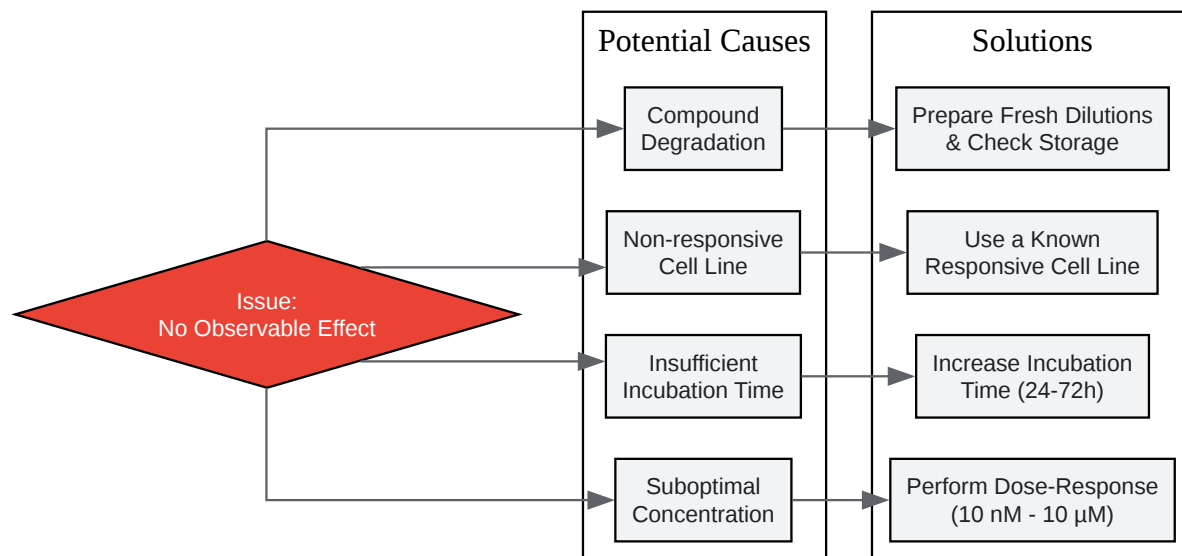 Potential Causes
Solutions
Compound
Degradation
Prepare Fresh Dilutions
& Check Storage
Non-responsive
Cell Line
Use a Known
Responsive Cell Line
Issue:
No Observable Effect
Insufficient
Incubation Time
Increase Incubation
Time (24-72h)
Suboptimal
Concentration
Perform Dose-Response
(10 nM - 10 µM)